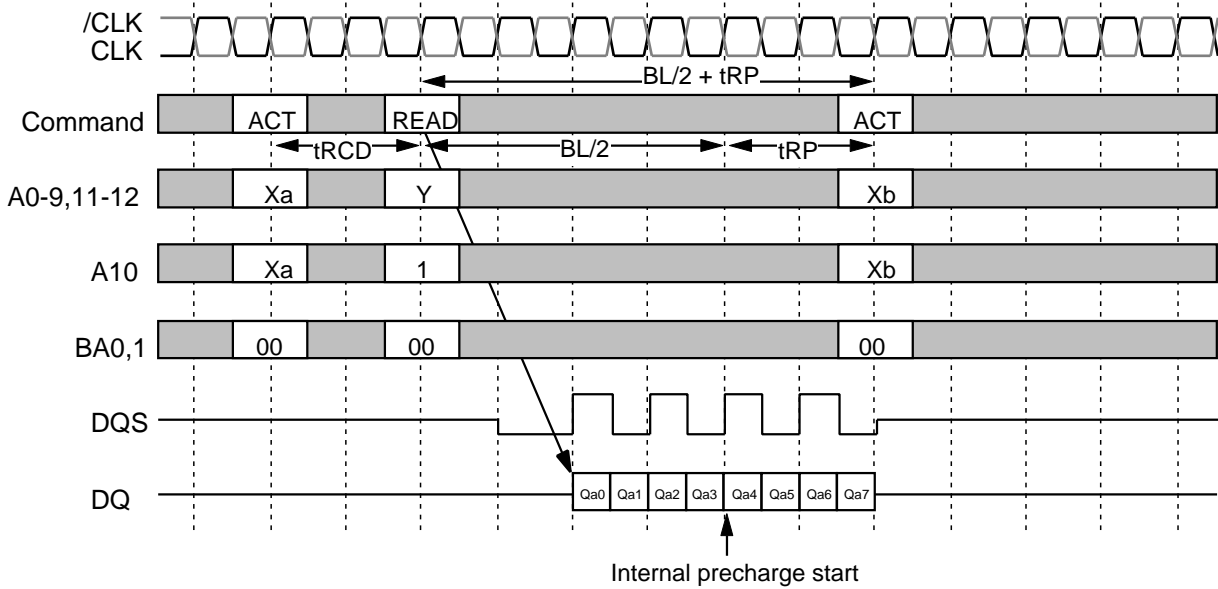 /CLK
CLK
BL/2 + tRP
Command ACT READ ACT
tRCD BL/2 tRP
A0-9,11-12 Xa Y Xb
A10 Xa 1 Xb
BA0,1 00 00 00
DQS
DQ Qa0 Qa1 Qa2 Qa3 Qa4 Qa5 Qa6 Qa7
Internal precharge start